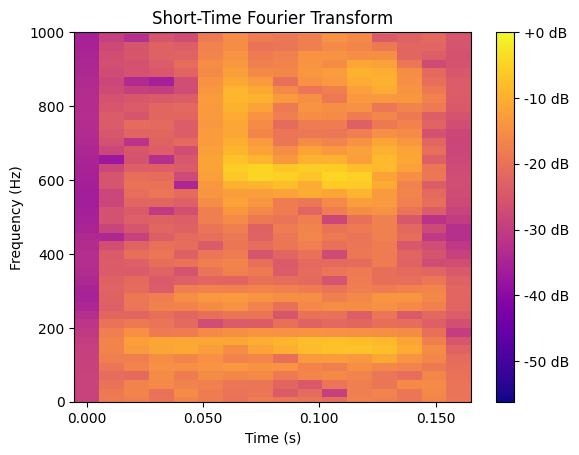 Short-Time Fourier Transform
1000
800
600
400
200
0
Frequency (Hz)
0.000
0.050
0.100
0.150
Time (s)
+0 dB
-10 dB
-20 dB
-30 dB
-40 dB
-50 dB